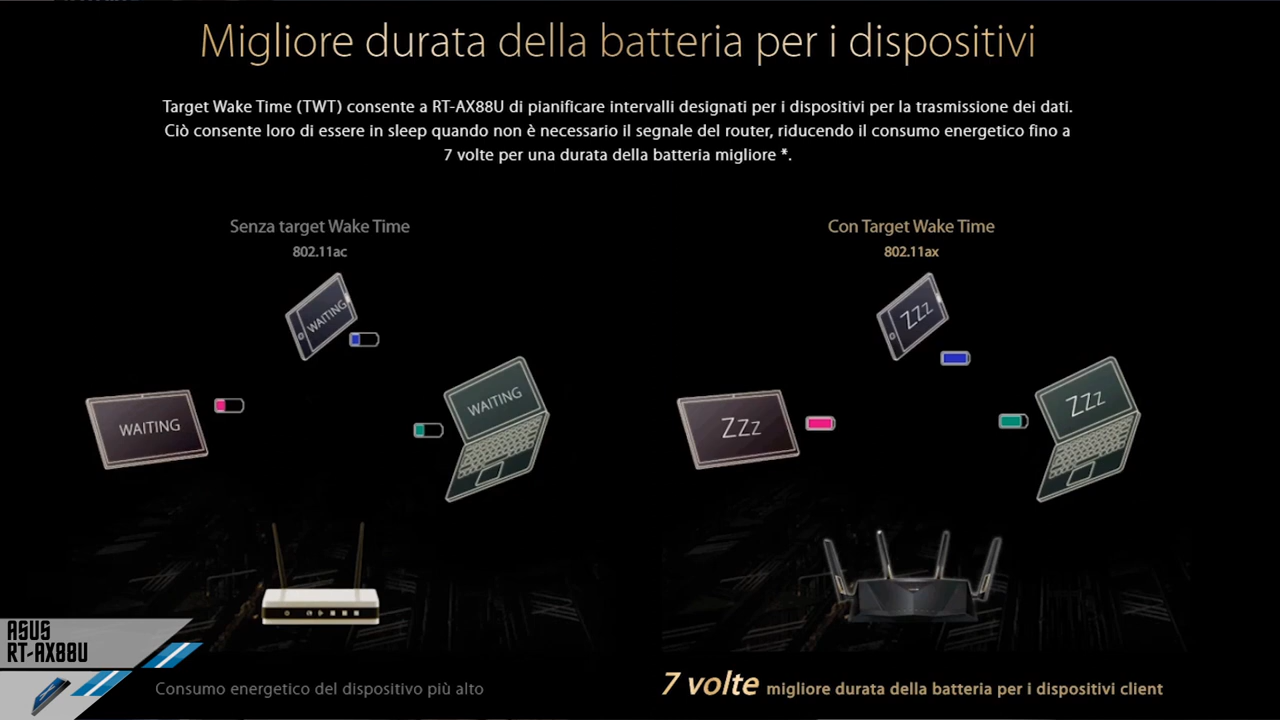 Migliore durata della batteria per i dispositivi
Target Wake Time (TWT) consente a RT-AX88U di pianificare intervalli designati per i dispositivi per la trasmissione dei dati.
Ciò consente loro di essere in sleep quando non è necessario il segnale del router, riducendo il consumo energetico fino a
7 volte per una durata della batteria migliore *.
Senza target Wake Time
802.11ac
Con Target Wake Time
802.11ax
WAITING
WAITING
WAITING
ZZZ
ZZZ
ZZZ
ASUS
RT-AX88U
Consumo energetico del dispositivo più alto
7 volte migliore durata della batteria per i dispositivi client